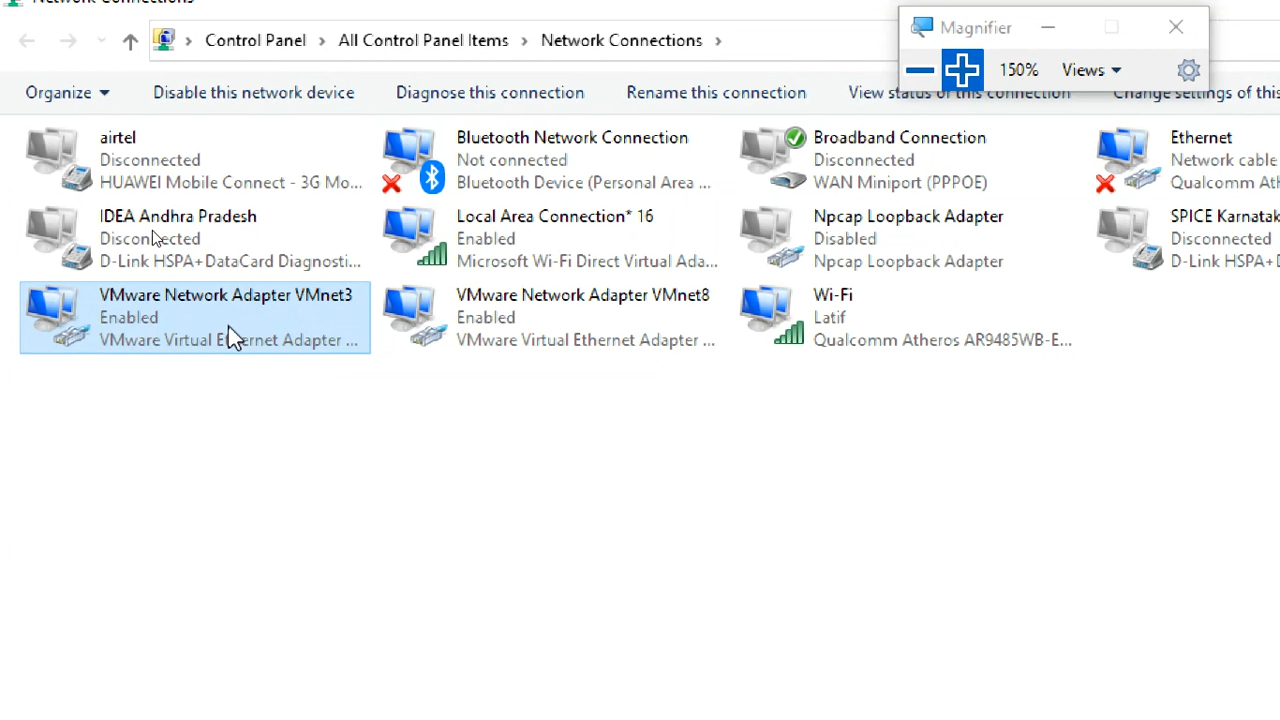 Network Connections
Control Panel > All Control Panel Items > Network Connections >
Magnifier
150% Views
Organize Disable this network device Diagnose this connection Rename this connection View status of this connection Change settings of this
airtel
Disconnected
HUAWEI Mobile Connect - 3G Mo...
Bluetooth Network Connection
Not connected
Bluetooth Device (Personal Area ...
Broadband Connection
Disconnected
WAN Miniport (PPPOE)
Ethernet
Network cable
Qualcomm Ath
IDEA Andhra Pradesh
Disconnected
D-Link HSPA+DataCard Diagnosti...
Local Area Connection* 16
Enabled
Microsoft Wi-Fi Direct Virtual Ada...
Npcap Loopback Adapter
Disabled
Npcap Loopback Adapter
SPICE Karnatak
Disconnected
D-Link HSPA+D
VMware Network Adapter VMnet3
Enabled
VMware Virtual Ethernet Adapter ...
VMware Network Adapter VMnet8
Enabled
VMware Virtual Ethernet Adapter ...
Wi-Fi
Latif
Qualcomm Atheros AR9485WB-E...